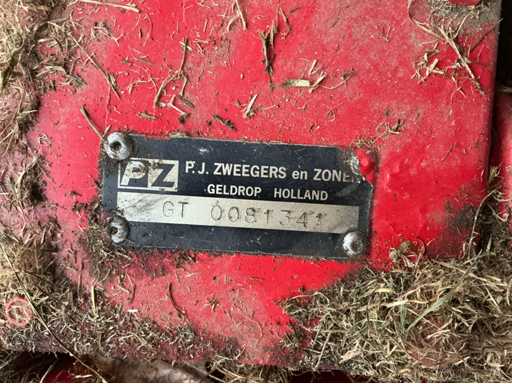 PZ P.J. ZWEEGERS en ZONEN
GELDROP HOLLAND
GT 0081341